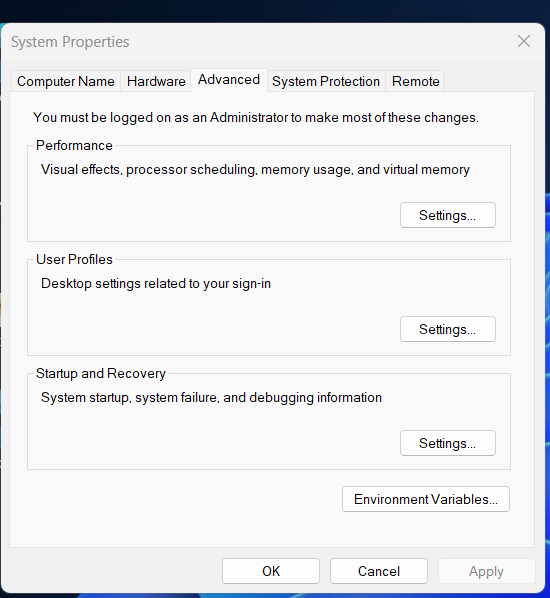 System Properties
Computer Name Hardware Advanced System Protection Remote
You must be logged on as an Administrator to make most of these changes.
Performance
Visual effects, processor scheduling, memory usage, and virtual memory
Settings...
User Profiles
Desktop settings related to your sign-in
Settings...
Startup and Recovery
System startup, system failure, and debugging information
Settings...
Environment Variables...
OK Cancel Apply